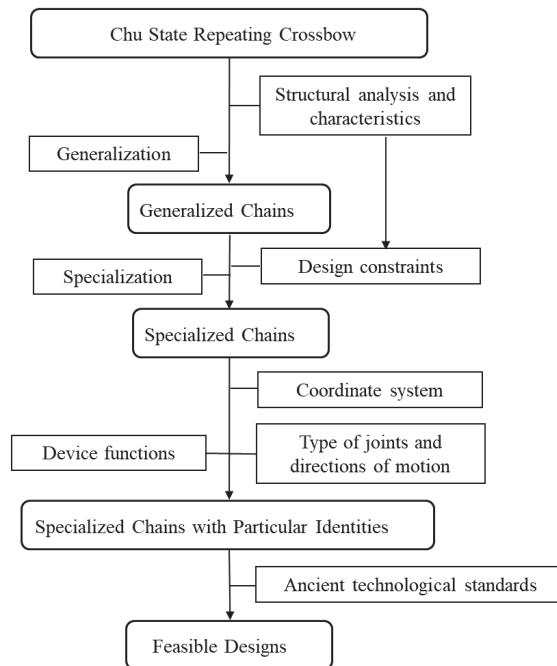 Chu State Repeating Crossbow
Structural analysis and
characteristics
Generalization
Generalized Chains
Design constraints
Specialization
Specialized Chains
Coordinate system
Device functions
Type of joints and
directions of motion
Specialized Chains with Particular Identities
Ancient technological standards
Feasible Designs